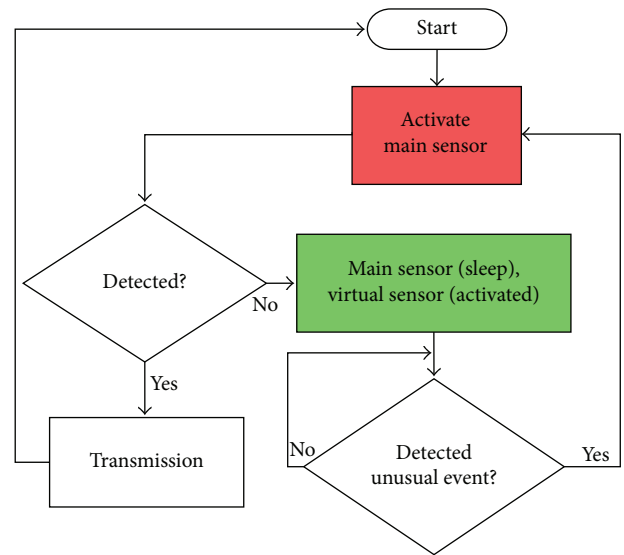 Start
Activate
main sensor
Detected?
No
Main sensor (sleep),
virtual sensor (activated)
Yes
Transmission
No
Detected
unusual event?
Yes